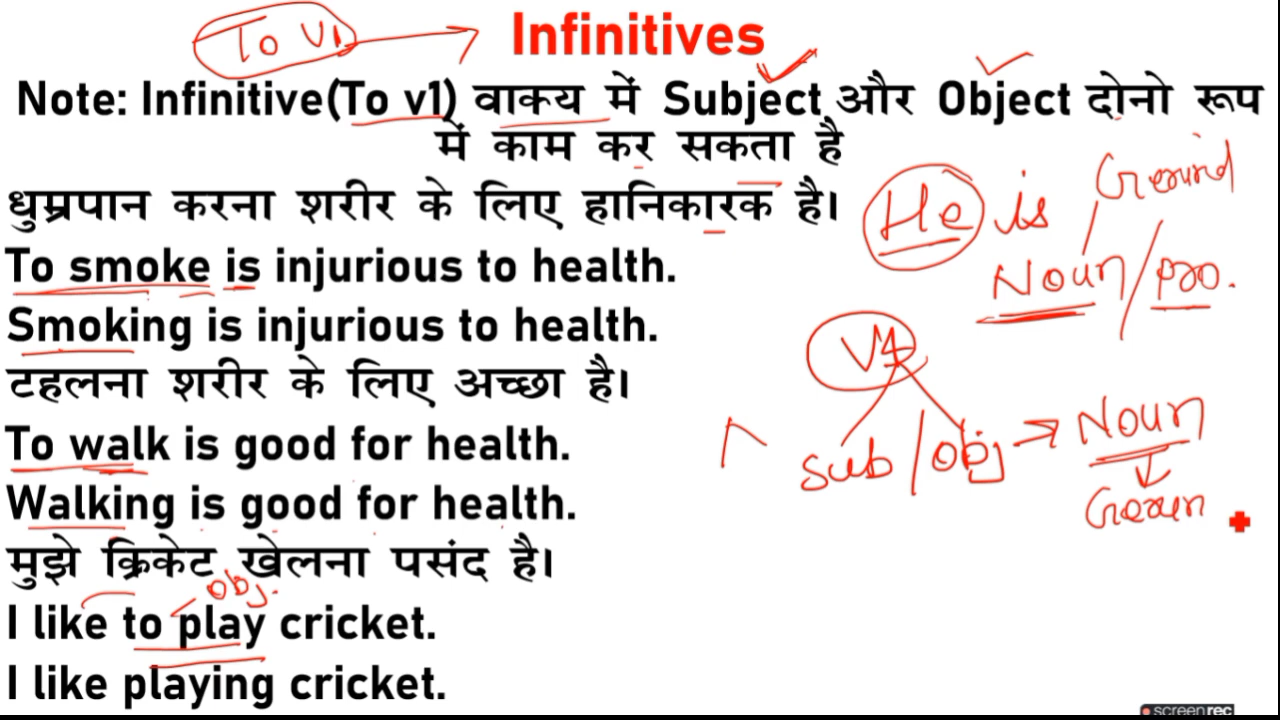 To V1 → Infinitives
Note: Infinitive(To v1) वाक्य में Subject और Object दोनो रूप
में काम कर सकता है
धुम्रपान करना शरीर के लिए हानिकारक है।
He is
Gerund
Noun/pro.
To smoke is injurious to health.
Smoking is injurious to health.
V4
टहलना शरीर के लिए अच्छा है।
sub/obj → Noun
To walk is good for health.
Walking is good for health.
Gerun
मुझे क्रिकेट खेलना पसंद है।
obj.
I like to play cricket.
I like playing cricket.
screenrec